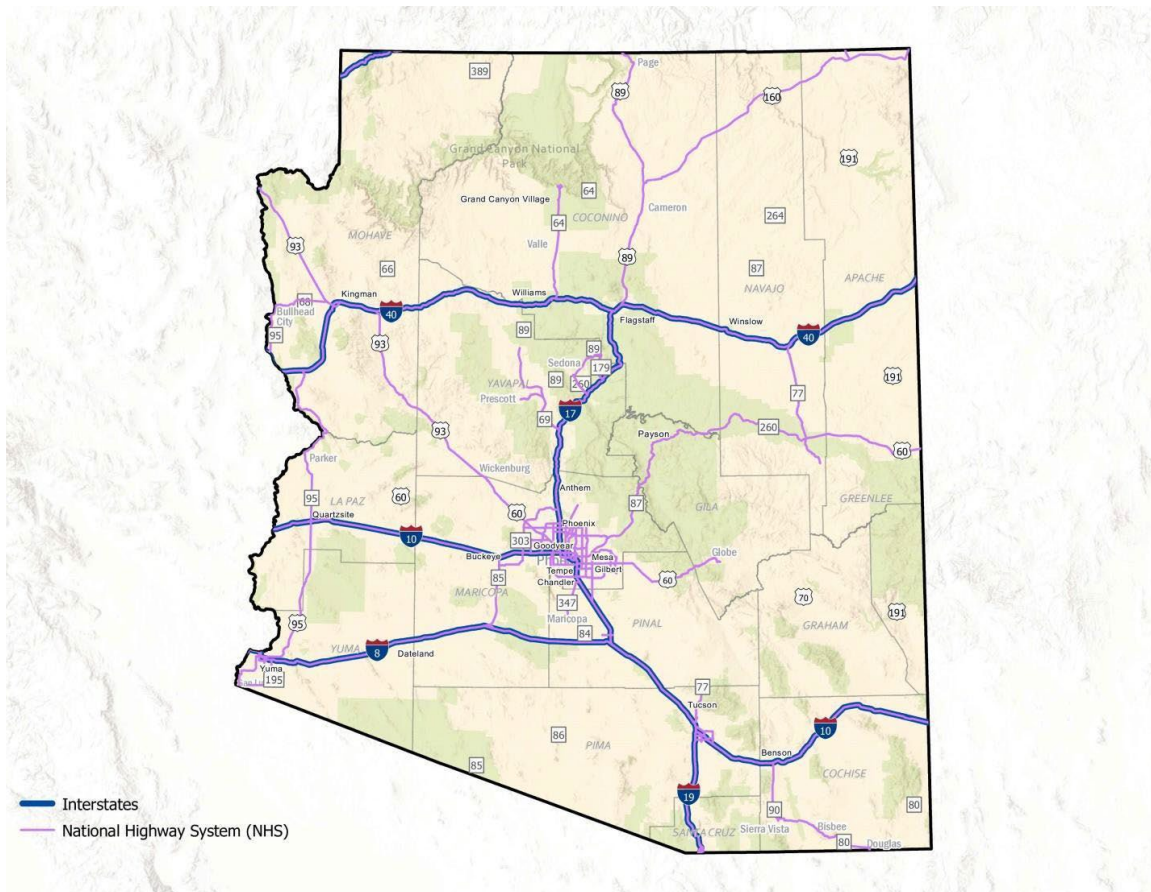 389
Page
89
160
191
Grand Canyon National
Park
Grand Canyon Village
64
64
COCONINO
Cameron
264
MOHAVE
93
Valle
89
66
87
NAVAJO
APACHE
Kingman
Williams
68
Bullhead
City
40
Flagstaff
Winslow
40
95
93
89
89
Sedona
179
191
89
260
YAVAPAI
Prescott
77
17
69
93
Payson
260
60
Parker
Wickenburg
Anthem
95
LA PAZ
60
87
GILA
GREENLEE
Quartzsite
60
Phoenix
10
303
Goodyear
Buckeye
Mesa
Globe
Tempe
Gilbert
85
Chandler
60
MARICOPA
347
70
191
Maricopa
95
PINAL
GRAHAM
84
YUMA
8
Dateland
Yuma
195
77
Tucson
86
PIMA
10
Benson
85
COCHISE
19
90
80
Interstates
SANTA CRUZ
Sierra Vista
Bisbee
National Highway System (NHS)
80
Douglas